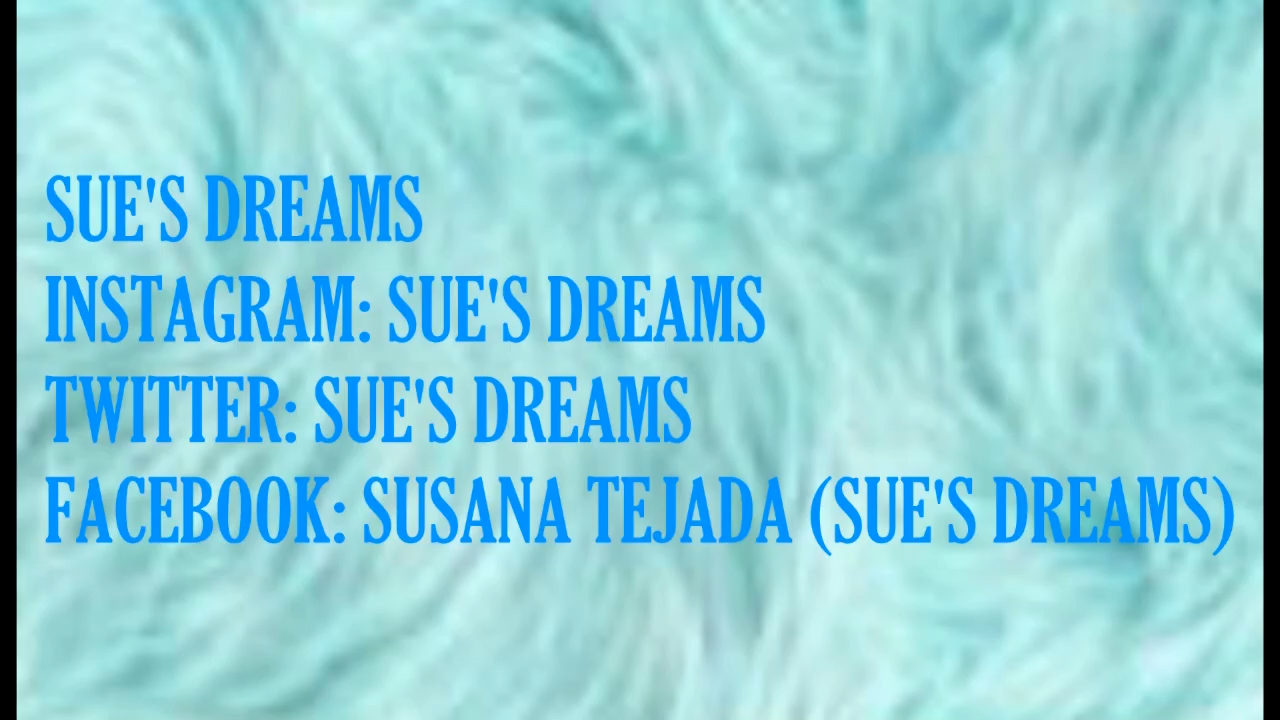 SUE'S DREAMS
INSTAGRAM: SUE'S DREAMS
TWITTER: SUE'S DREAMS
FACEBOOK: SUSANA TEJADA (SUE'S DREAMS)